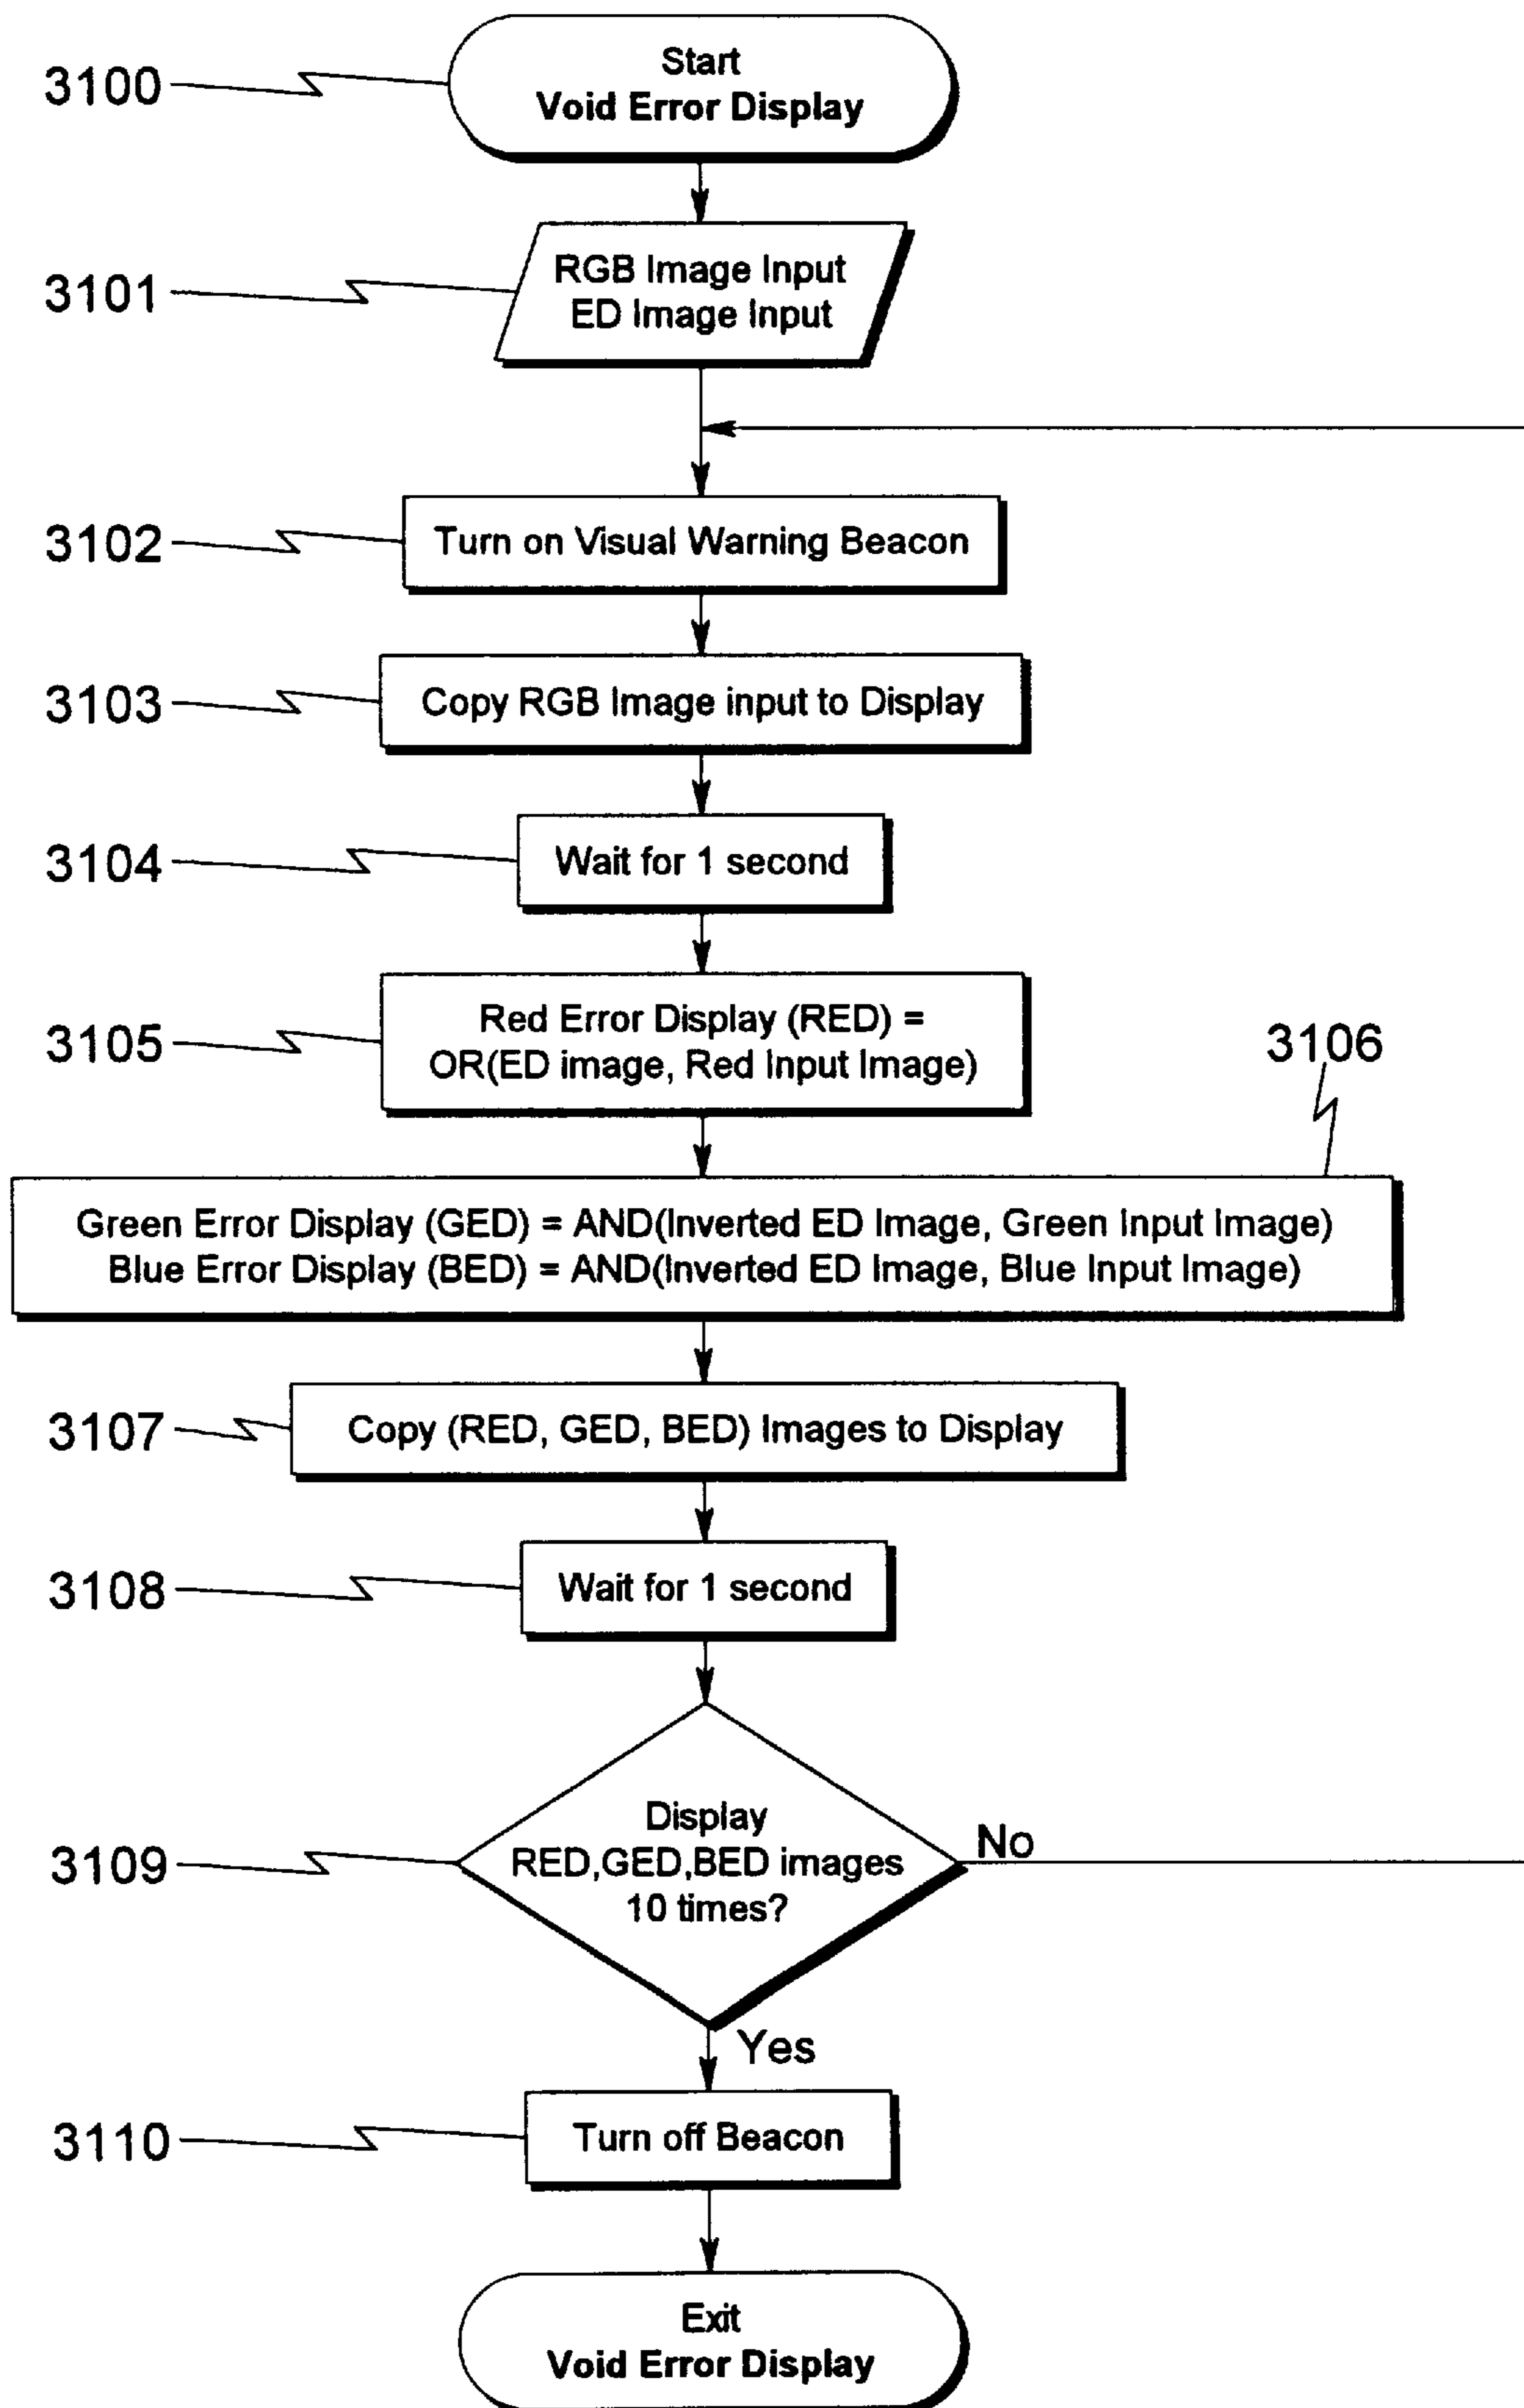 3100
Start
Void Error Display
3101
RGB Image Input
ED Image Input
3102
Turn on Visual Warning Beacon
3103
Copy RGB Image input to Display
3104
Wait for 1 second
3105
Red Error Display (RED) =
OR(ED image, Red Input Image)
3106
Green Error Display (GED) = AND(Inverted ED Image, Green Input Image)
Blue Error Display (BED) = AND(Inverted ED Image, Blue Input Image)
3107
Copy (RED, GED, BED) Images to Display
3108
Wait for 1 second
3109
Display
RED,GED,BED images
10 times?
No
Yes
3110
Turn off Beacon
Exit
Void Error Display